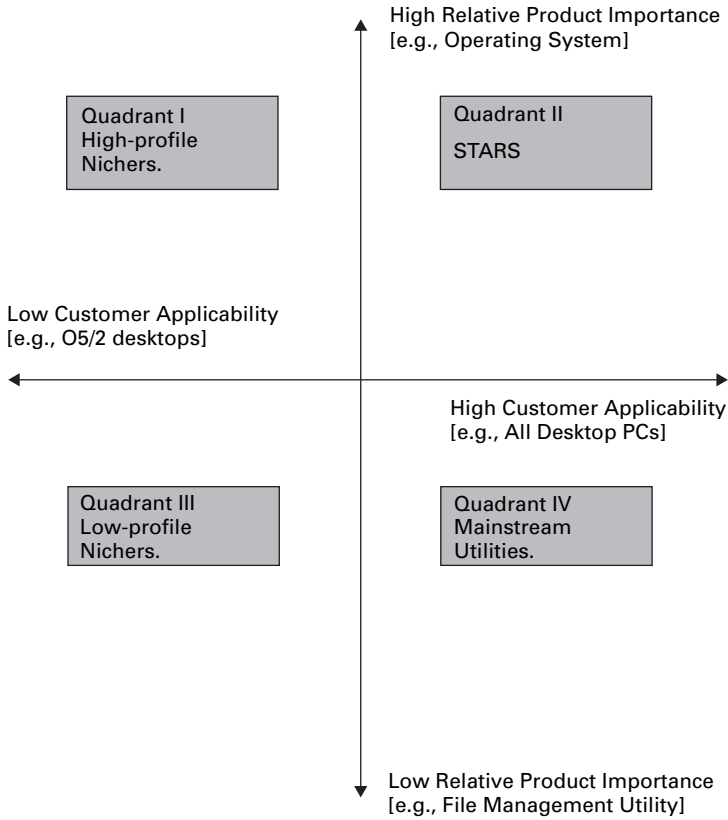 High Relative Product Importance
[e.g., Operating System]
Quadrant I
High-profile
Nichers.
Quadrant II
STARS
Low Customer Applicability
[e.g., O5/2 desktops]
High Customer Applicability
[e.g., All Desktop PCs]
Quadrant III
Low-profile
Nichers.
Quadrant IV
Mainstream
Utilities.
Low Relative Product Importance
[e.g., File Management Utility]